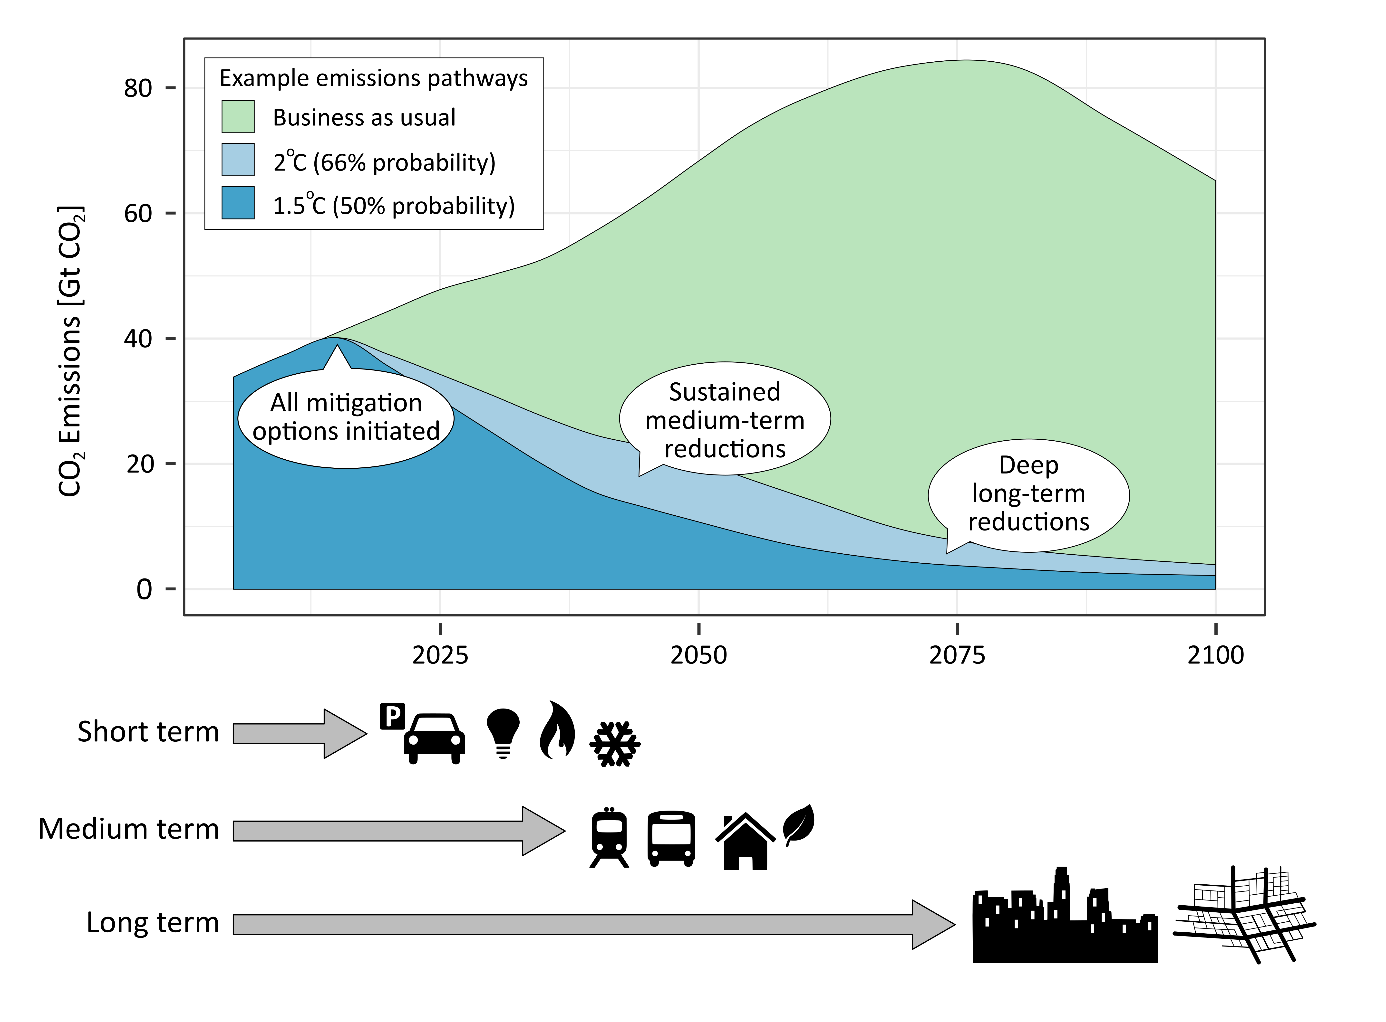 Example emissions pathways
Business as usual
2°C (66% probability)
1.5°C (50% probability)
CO₂ Emissions [Gt CO₂]
80
60
40
20
0
All mitigation
options initiated
Sustained
medium-term
reductions
Deep
long-term
reductions
2025
2050
2075
2100
Short term
P
Medium term
Long term